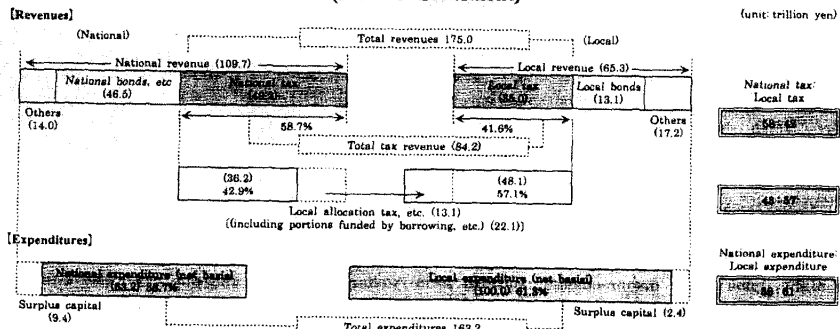 [Revenues]
(unit: trillion yen)
(National)
Total revenues 175.0
(Local)
National revenue (109.7)
Local revenue (65.3)
National bonds, etc
(46.5)
National tax
Local tax
Local bonds
(13.1)
National tax:
Local tax
Others
(14.0)
58.7%
41.6%
Others
(17.2)
Total tax revenue (84.2)
(36.2)
42.9%
(48.1)
57.1%
Local allocation tax, etc. (13.1)
[(including portions funded by borrowing, etc.) (22.1)]
[Expenditures]
National expenditure (net basis)
Local expenditure (net basis)
National expenditure:
Local expenditure
Surplus capital
(9.4)
Surplus capital (2.4)
Total expenditures 163.2